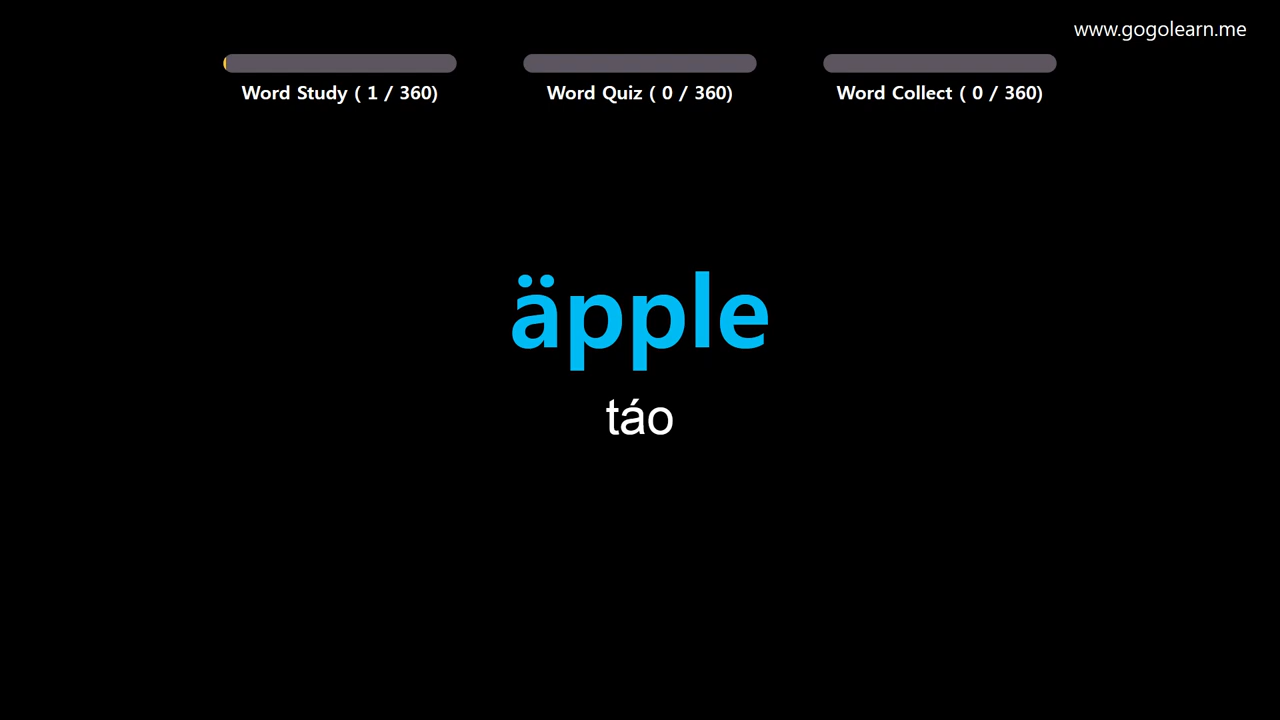 www.gogolearn.me
Word Study ( 1 / 360)
Word Quiz ( 0 / 360)
Word Collect ( 0 / 360)
äpple
táo